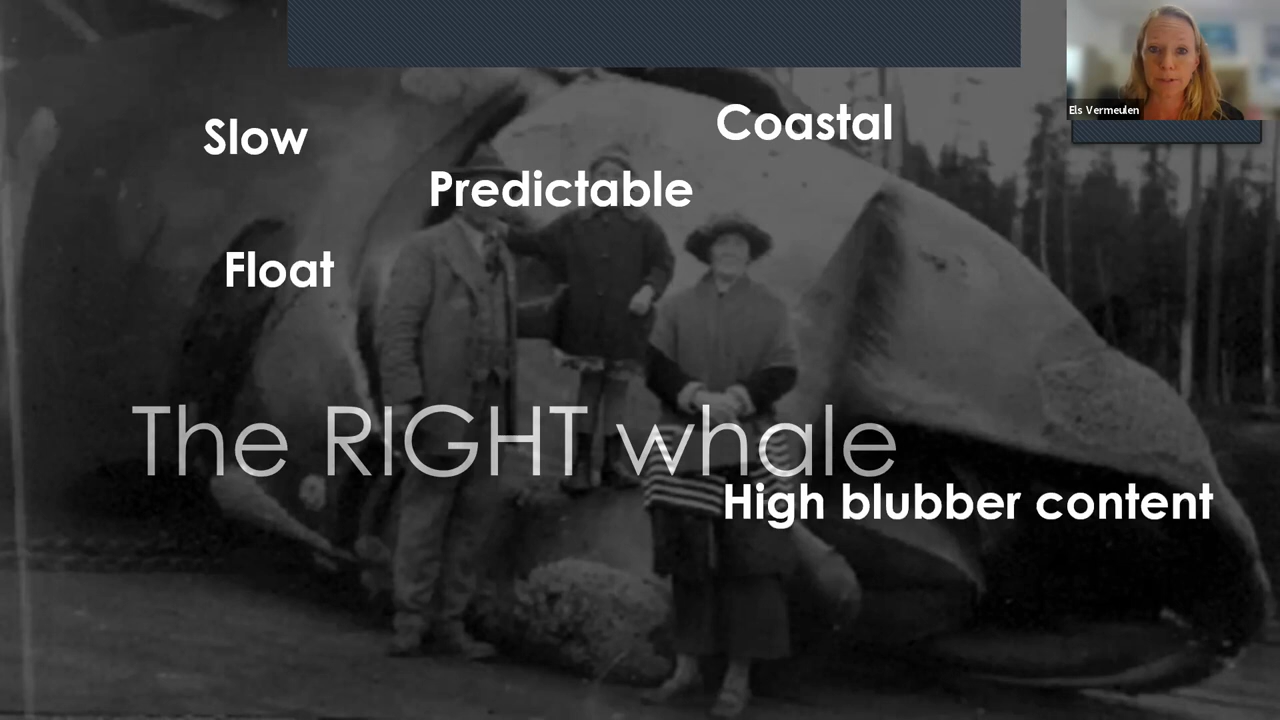 Slow
Coastal
Els Vermeulen
Predictable
Float
The RIGHT whale
High blubber content